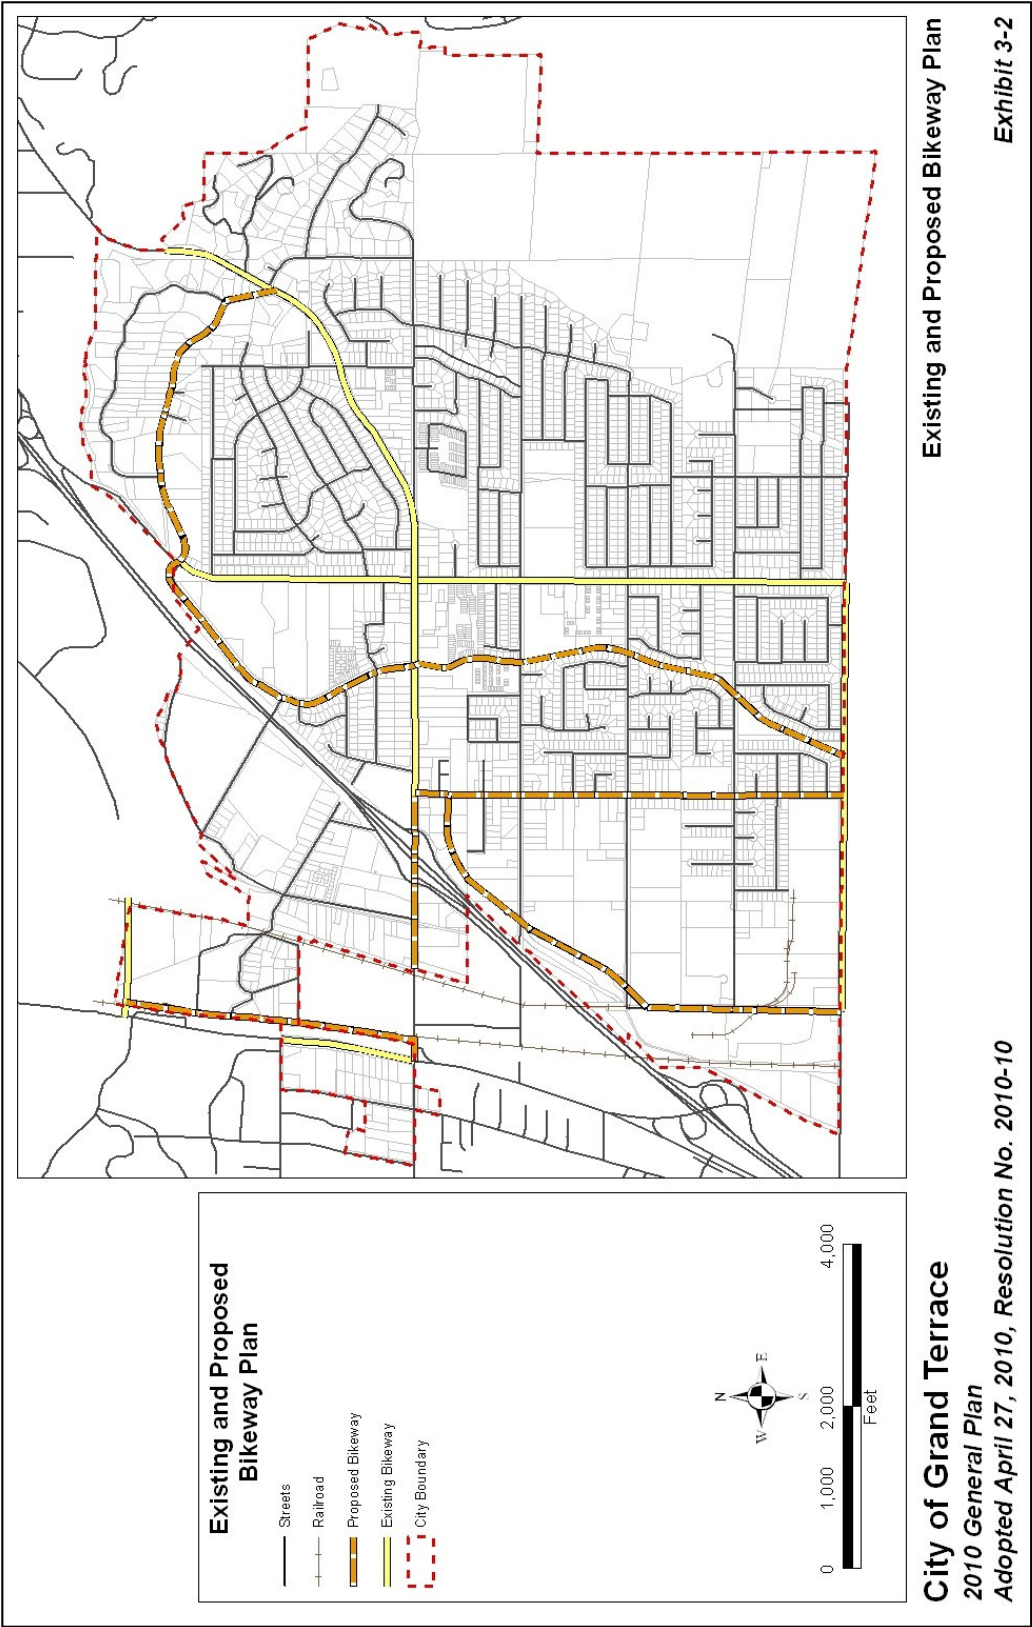 Existing and Proposed
Bikeway Plan
Streets
Railroad
Proposed Bikeway
Existing Bikeway
City Boundary
N
W E
S
0 1,000 2,000 4,000
Feet
Existing and Proposed Bikeway Plan
City of Grand Terrace
2010 General Plan
Adopted April 27, 2010, Resolution No. 2010-10
Exhibit 3-2